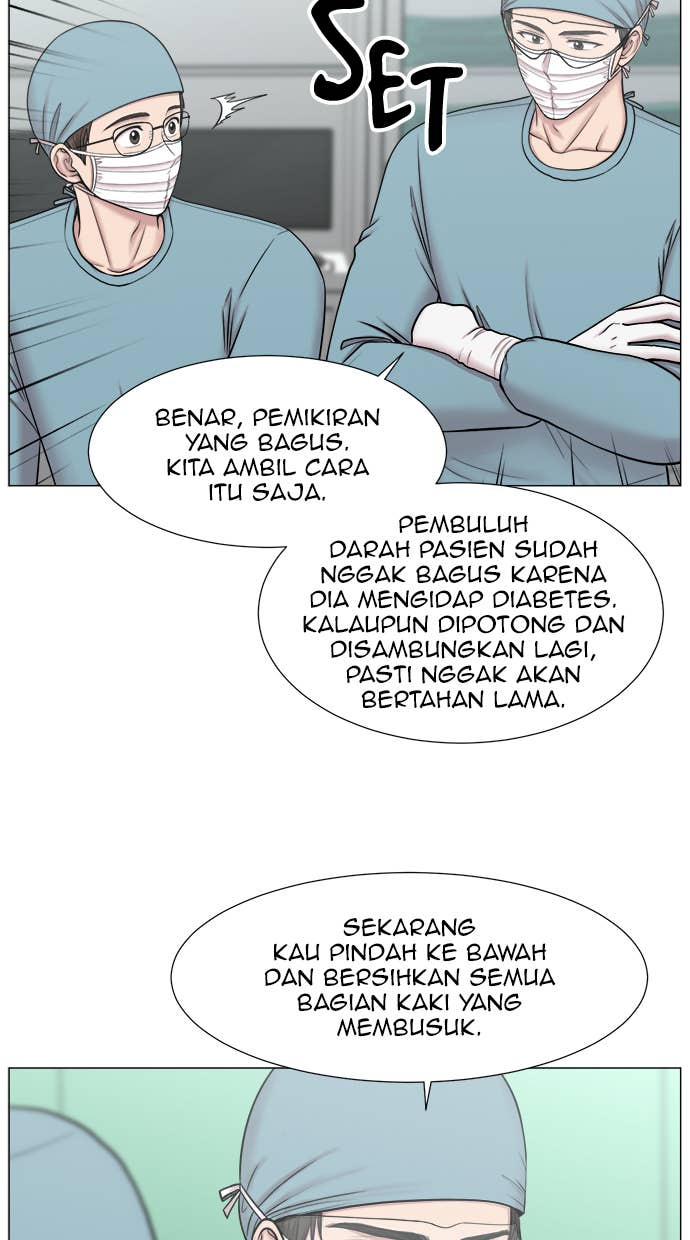 SET
BENAR, PEMIKIRAN
YANG BAGUS.
KITA AMBIL CARA
ITU SAJA.
PEMBULUH
DARAH PASIEN SUDAH
NGGAK BAGUS KARENA
DIA MENGIDAP DIABETES.
KALAUPUN DIPOTONG DAN
DISAMBUNGKAN LAGI,
PASTI NGGAK AKAN
BERTAHAN LAMA.
SEKARANG
KAU PINDAH KE BAWAH
DAN BERSIHKAN SEMUA
BAGIAN KAKI YANG
MEMBUSUK.